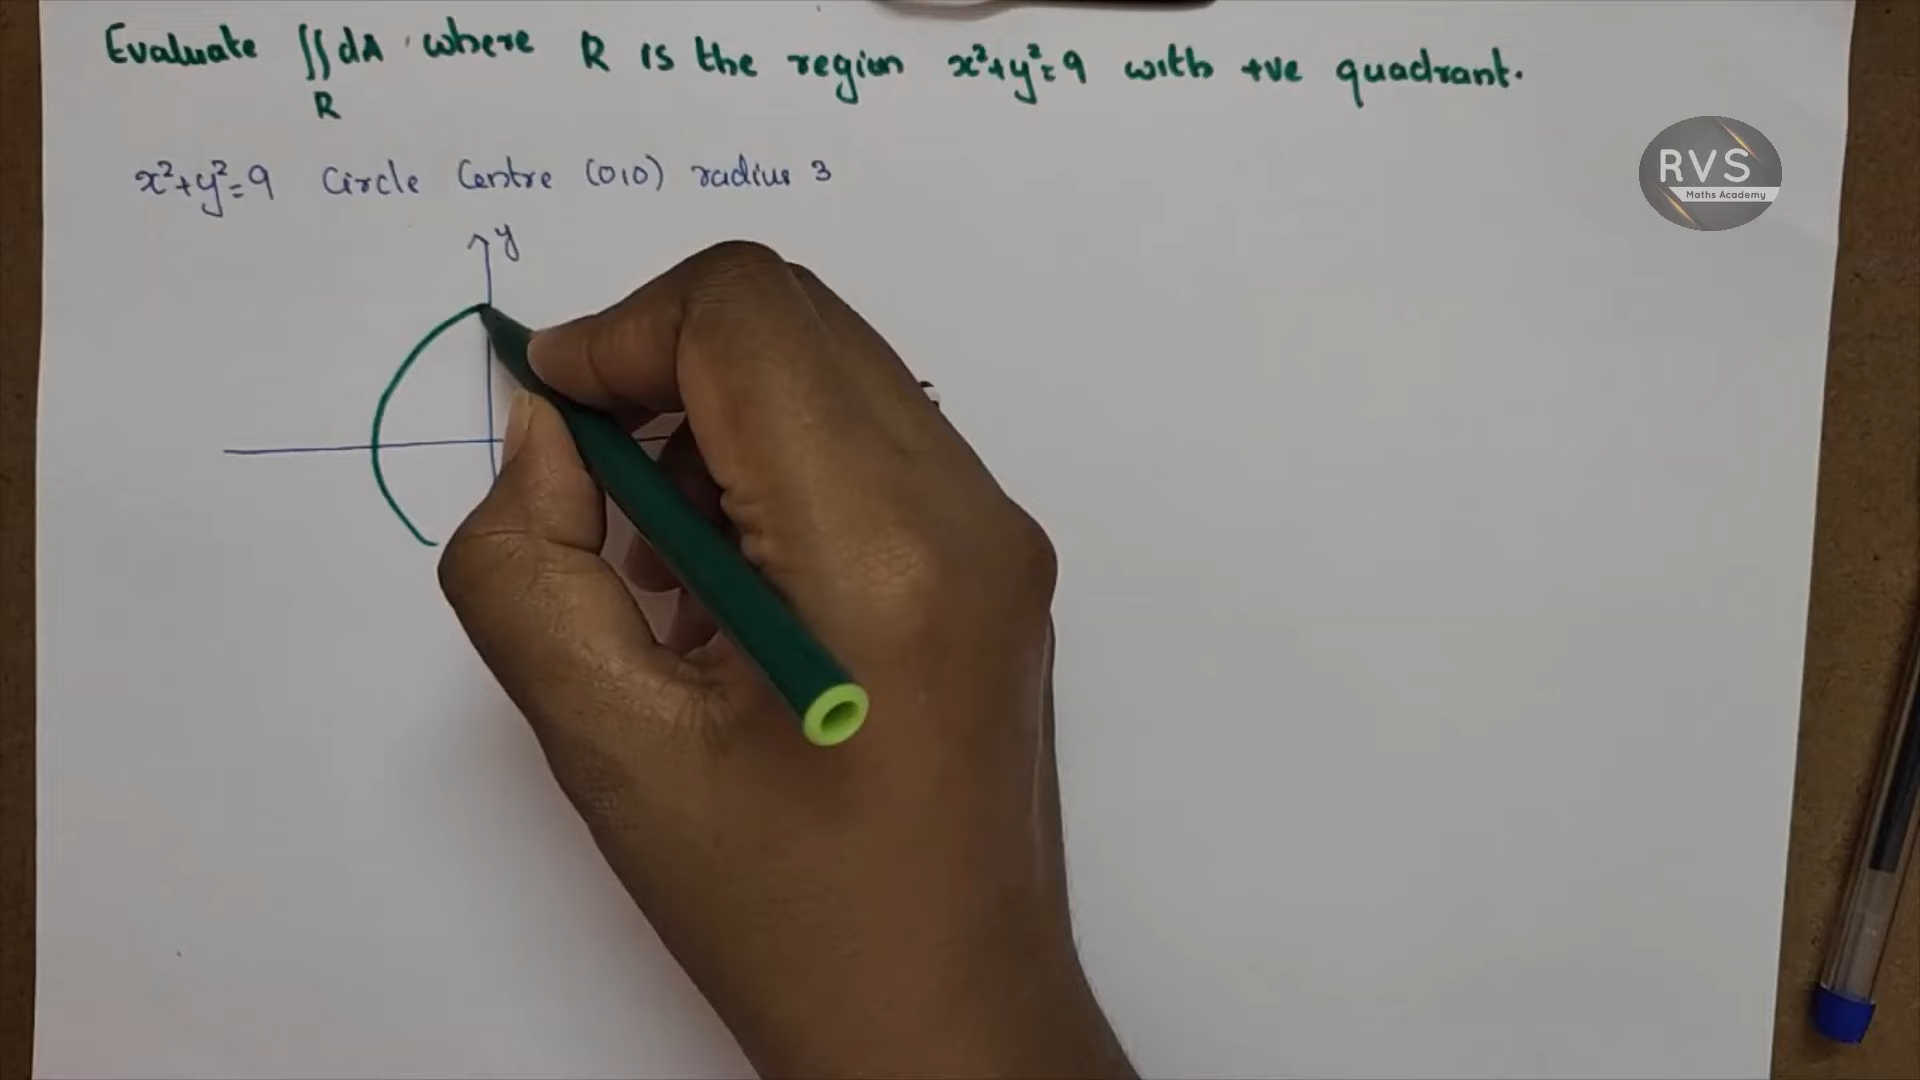 Evaluate ∬dA where R is the region x²+y²=9 with +ve quadrant.
R
RVS
Maths Academy
x²+y²=9 Circle Centre (0,0) radius 3
y